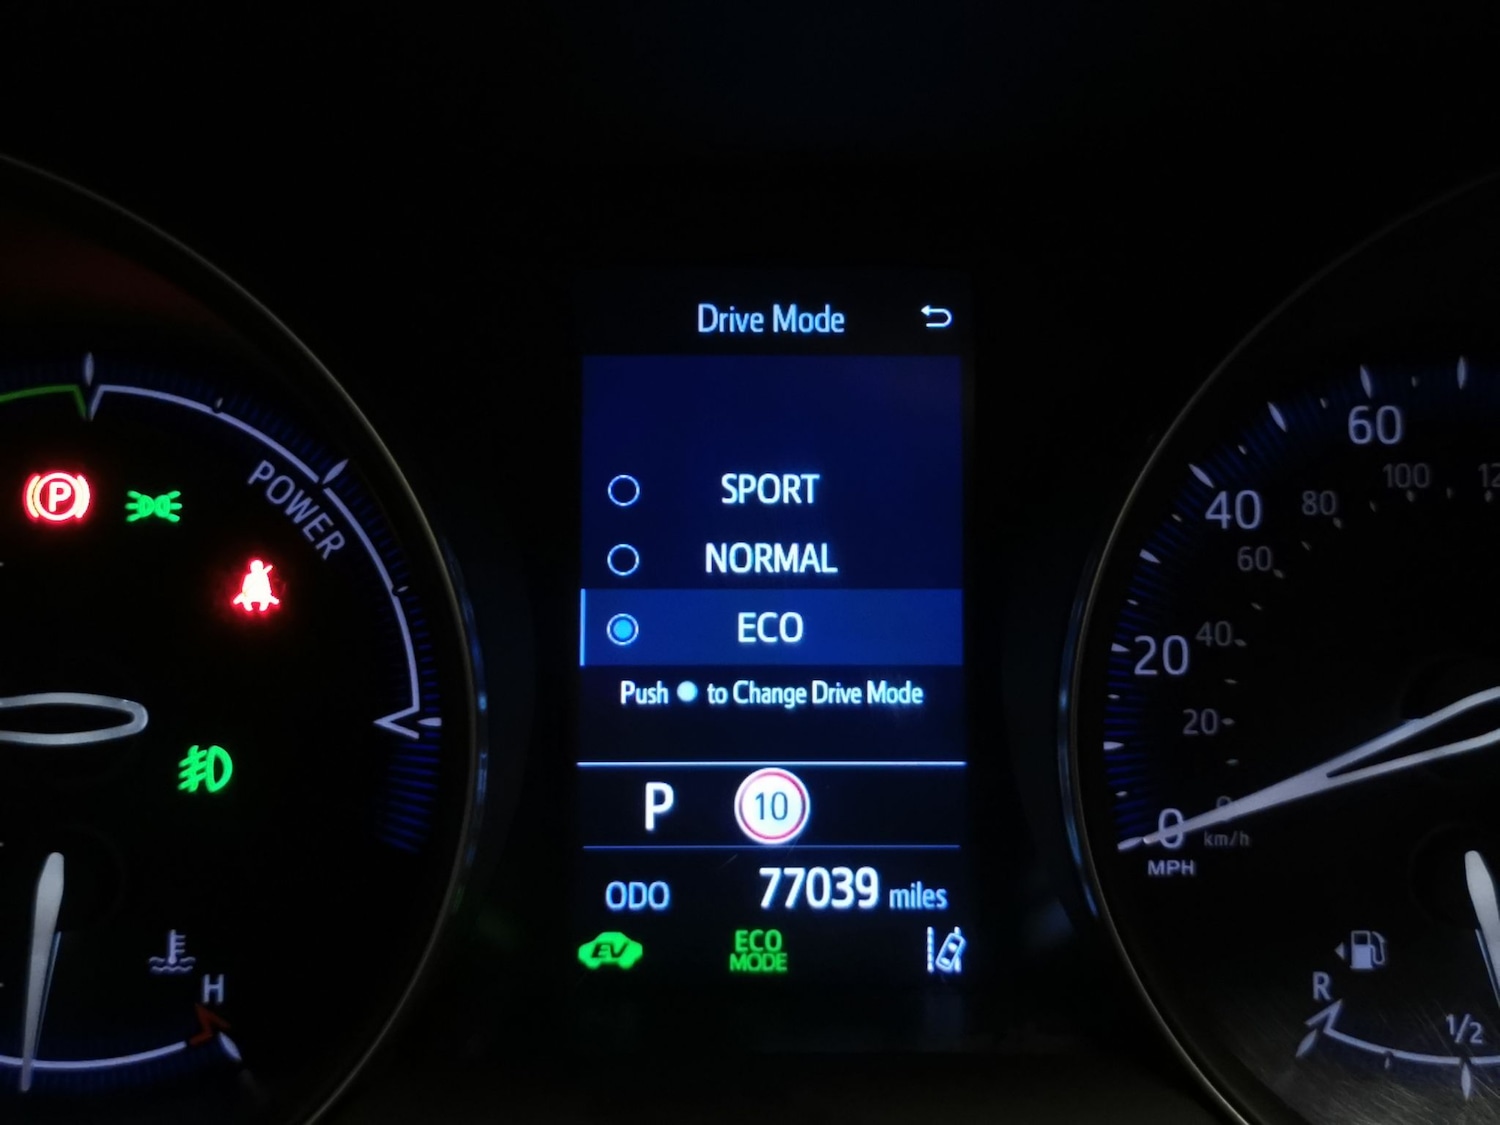 Drive Mode
SPORT
NORMAL
ECO
Push to Change Drive Mode
P 10
ODO 77039 miles
EV ECO MODE
P
POWER
H
60
40
20
0
MPH
100
80
60
40
20
0
km/h
R
1/2